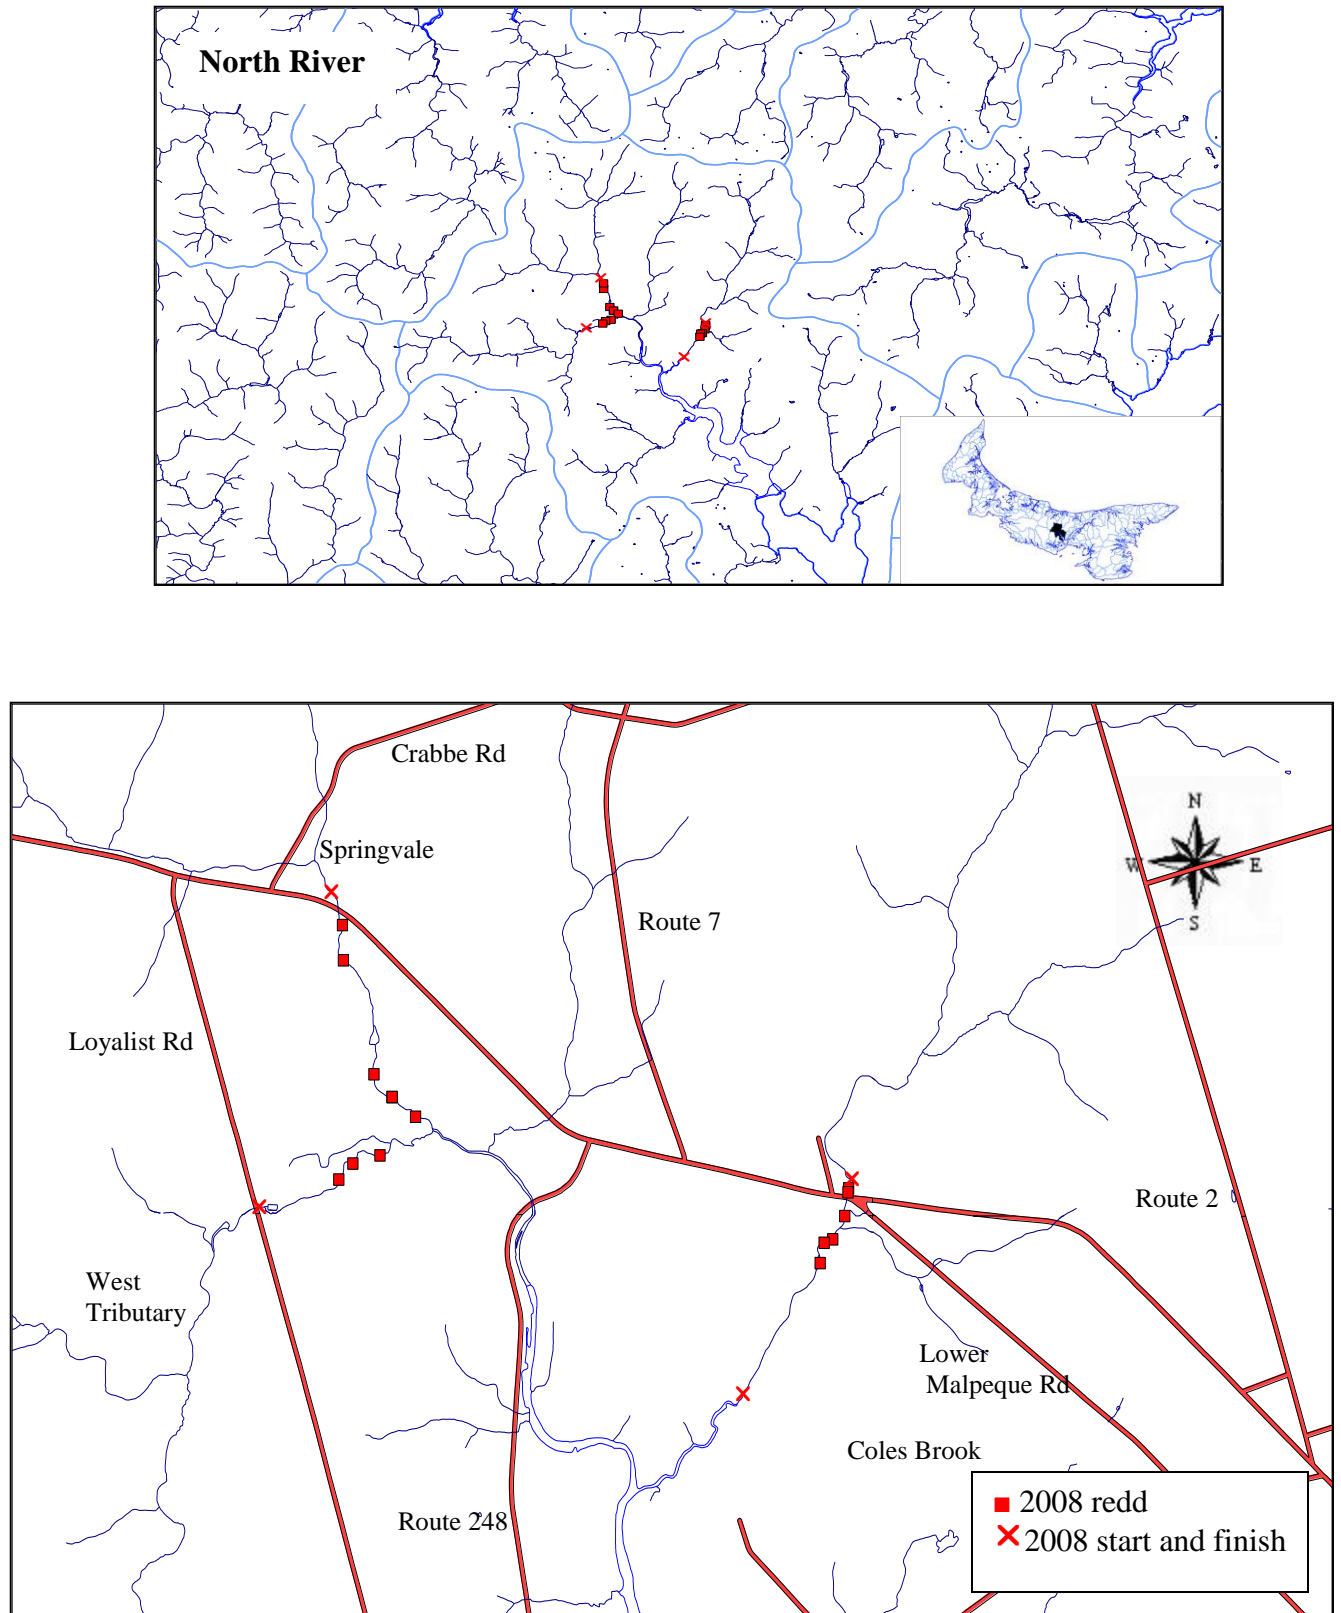 North River
Crabbe Rd
Springvale
N
W
E
S
Route 7
Loyalist Rd
Route 2
West
Tributary
Lower
Malpeque Rd
Coles Brook
Route 248
2008 redd
2008 start and finish